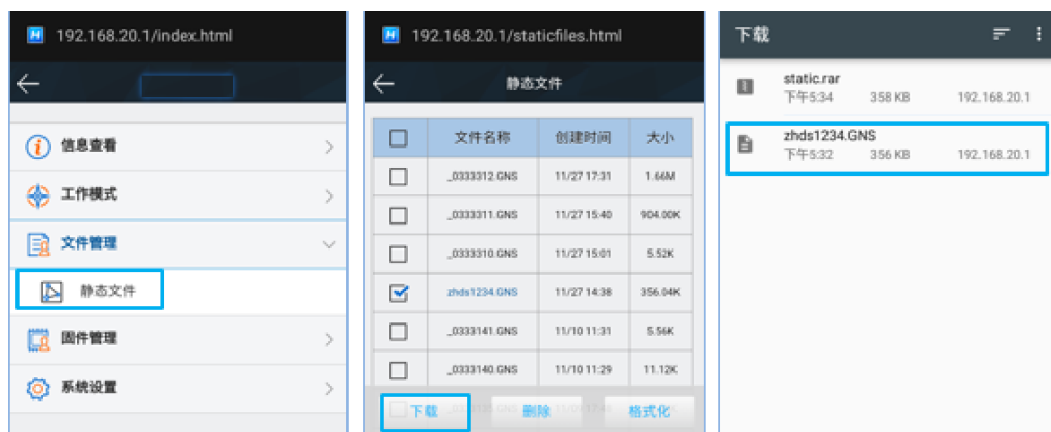 192.168.20.1/index.html
信息查看
工作模式
文件管理
静态文件
固件管理
系统设置
192.168.20.1/staticfiles.html
静态文件
文件名称 创建时间 大小
_0333312.GNS 11/27 17:31 1.66M
_0333311.GNS 11/27 15:40 904.00K
_0333310.GNS 11/27 15:01 5.52K
zhds1234.GNS 11/27 14:38 356.04K
_0333141.GNS 11/10 11:31 5.56K
_0333140.GNS 11/10 11:29 11.12K
下载 删除 格式化
下载
static.rar
下午5:34 358 KB 192.168.20.1
zhds1234.GNS
下午5:32 356 KB 192.168.20.1